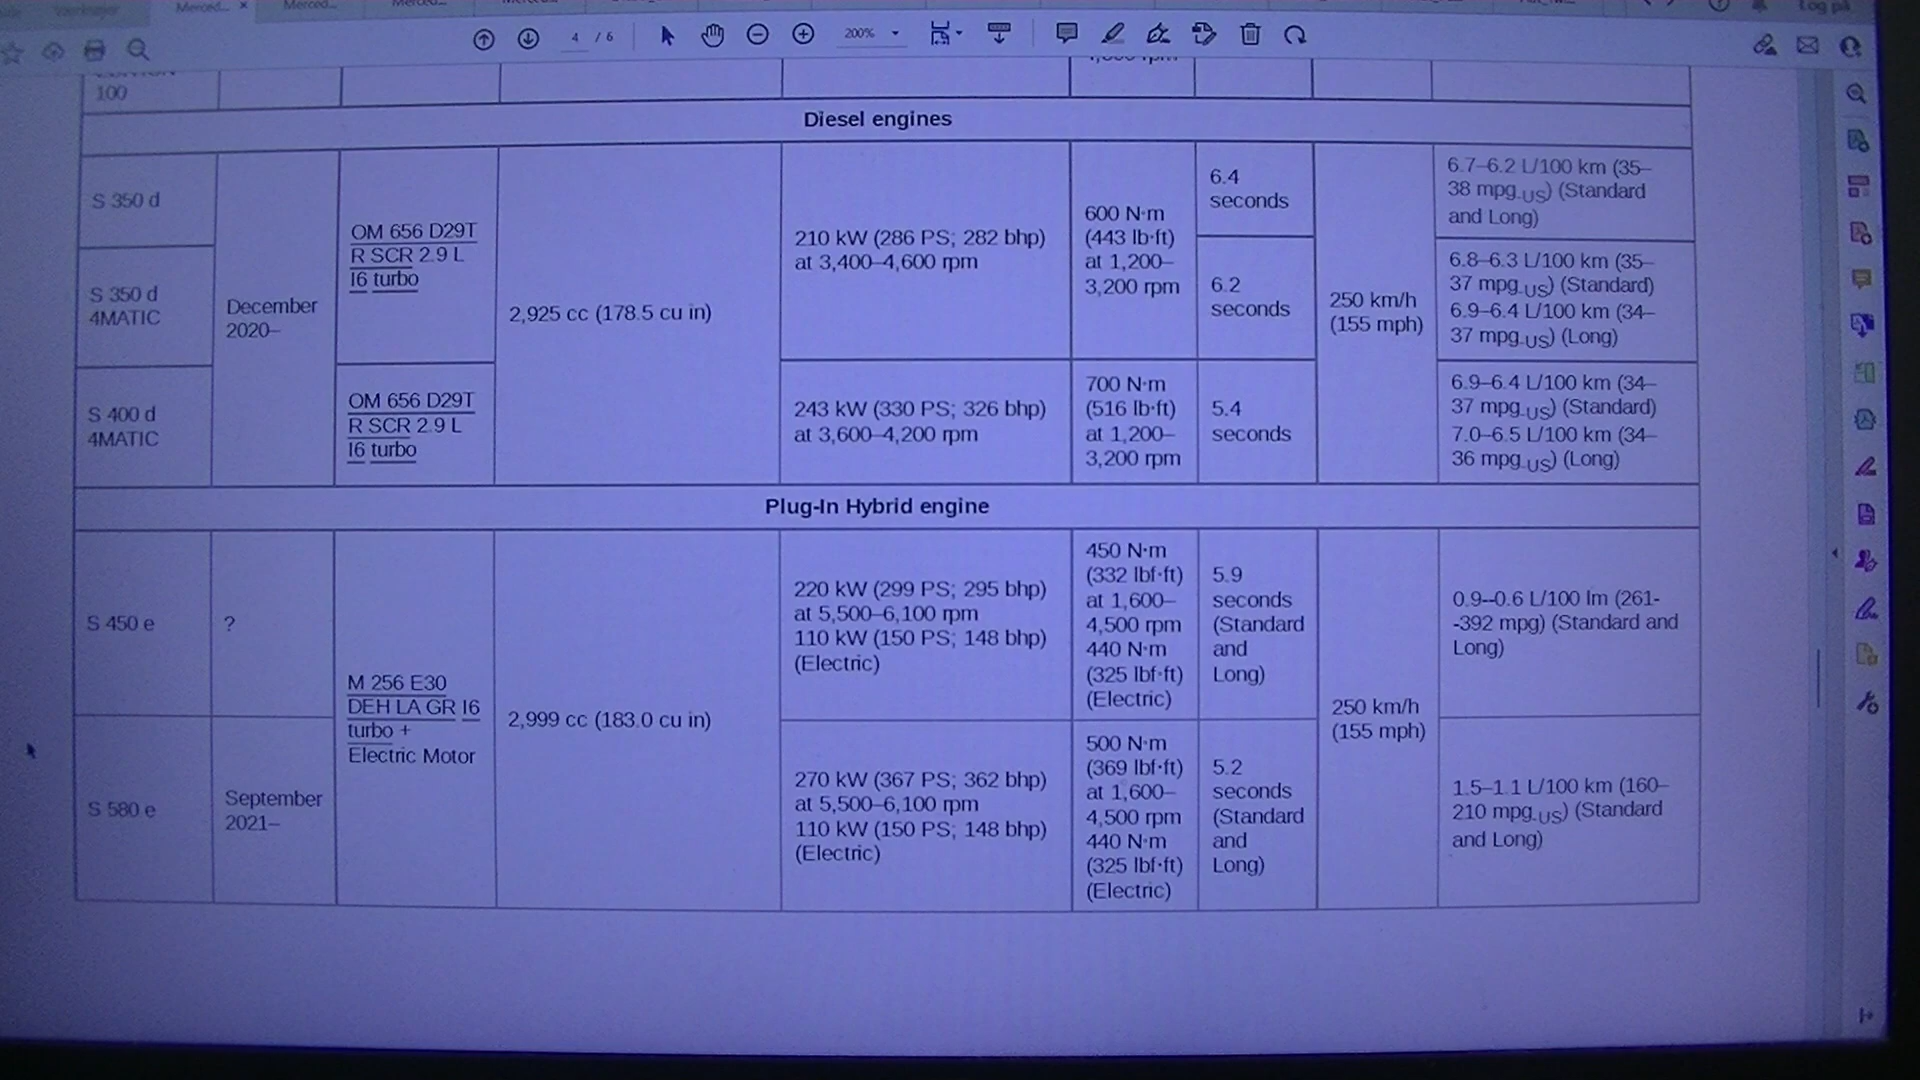 Merced...
Merced...
Log på
4 / 6
200%
100
Diesel engines
S 350 d
December
2020–
OM 656 D29T
R SCR 2.9 L
I6 turbo
2,925 cc (178.5 cu in)
210 kW (286 PS; 282 bhp)
at 3,400–4,600 rpm
600 N·m
(443 lb·ft)
at 1,200–
3,200 rpm
6.4
seconds
250 km/h
(155 mph)
6.7–6.2 L/100 km (35–
38 mpg-US) (Standard
and Long)
S 350 d
4MATIC
6.2
seconds
6.8–6.3 L/100 km (35–
37 mpg-US) (Standard)
6.9–6.4 L/100 km (34–
37 mpg-US) (Long)
S 400 d
4MATIC
OM 656 D29T
R SCR 2.9 L
I6 turbo
243 kW (330 PS; 326 bhp)
at 3,600–4,200 rpm
700 N·m
(516 lb·ft)
at 1,200–
3,200 rpm
5.4
seconds
6.9–6.4 L/100 km (34–
37 mpg-US) (Standard)
7.0–6.5 L/100 km (34–
36 mpg-US) (Long)
Plug-In Hybrid engine
S 450 e
?
M 256 E30
DEH LA GR I6
turbo +
Electric Motor
2,999 cc (183.0 cu in)
220 kW (299 PS; 295 bhp)
at 5,500–6,100 rpm
110 kW (150 PS; 148 bhp)
(Electric)
450 N·m
(332 lbf·ft)
at 1,600–
4,500 rpm
440 N·m
(325 lbf·ft)
(Electric)
5.9
seconds
(Standard
and
Long)
250 km/h
(155 mph)
0.9--0.6 L/100 lm (261-
-392 mpg) (Standard and
Long)
S 580 e
September
2021–
270 kW (367 PS; 362 bhp)
at 5,500–6,100 rpm
110 kW (150 PS; 148 bhp)
(Electric)
500 N·m
(369 lbf·ft)
at 1,600–
4,500 rpm
440 N·m
(325 lbf·ft)
(Electric)
5.2
seconds
(Standard
and
Long)
1.5–1.1 L/100 km (160–
210 mpg-US) (Standard
and Long)